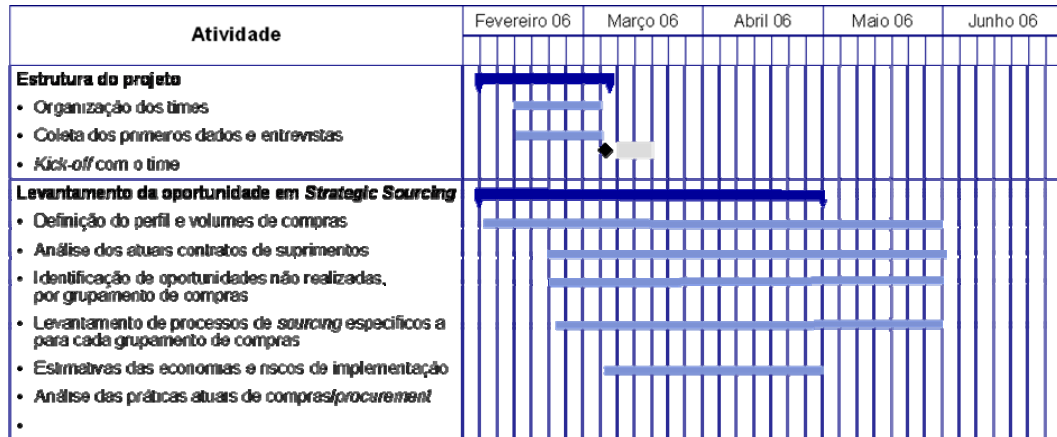 Atividade
Fevereiro 06 Março 06 Abril 06 Maio 06 Junho 06
Estrutura do projeto
• Organização dos times
• Coleta dos primeiros dados e entrevistas
• Kick-off com o time
Levantamento da oportunidade em Strategic Sourcing
• Definição do perfil e volumes de compras
• Análise dos atuais contratos de suprimentos
• Identificação de oportunidades não realizadas,
por grupamento de compras
• Levantamento de processos de sourcing específicos a
para cada grupamento de compras
• Estimativas das economias e riscos de implementação
• Análise das práticas atuais de compras/procurement
•